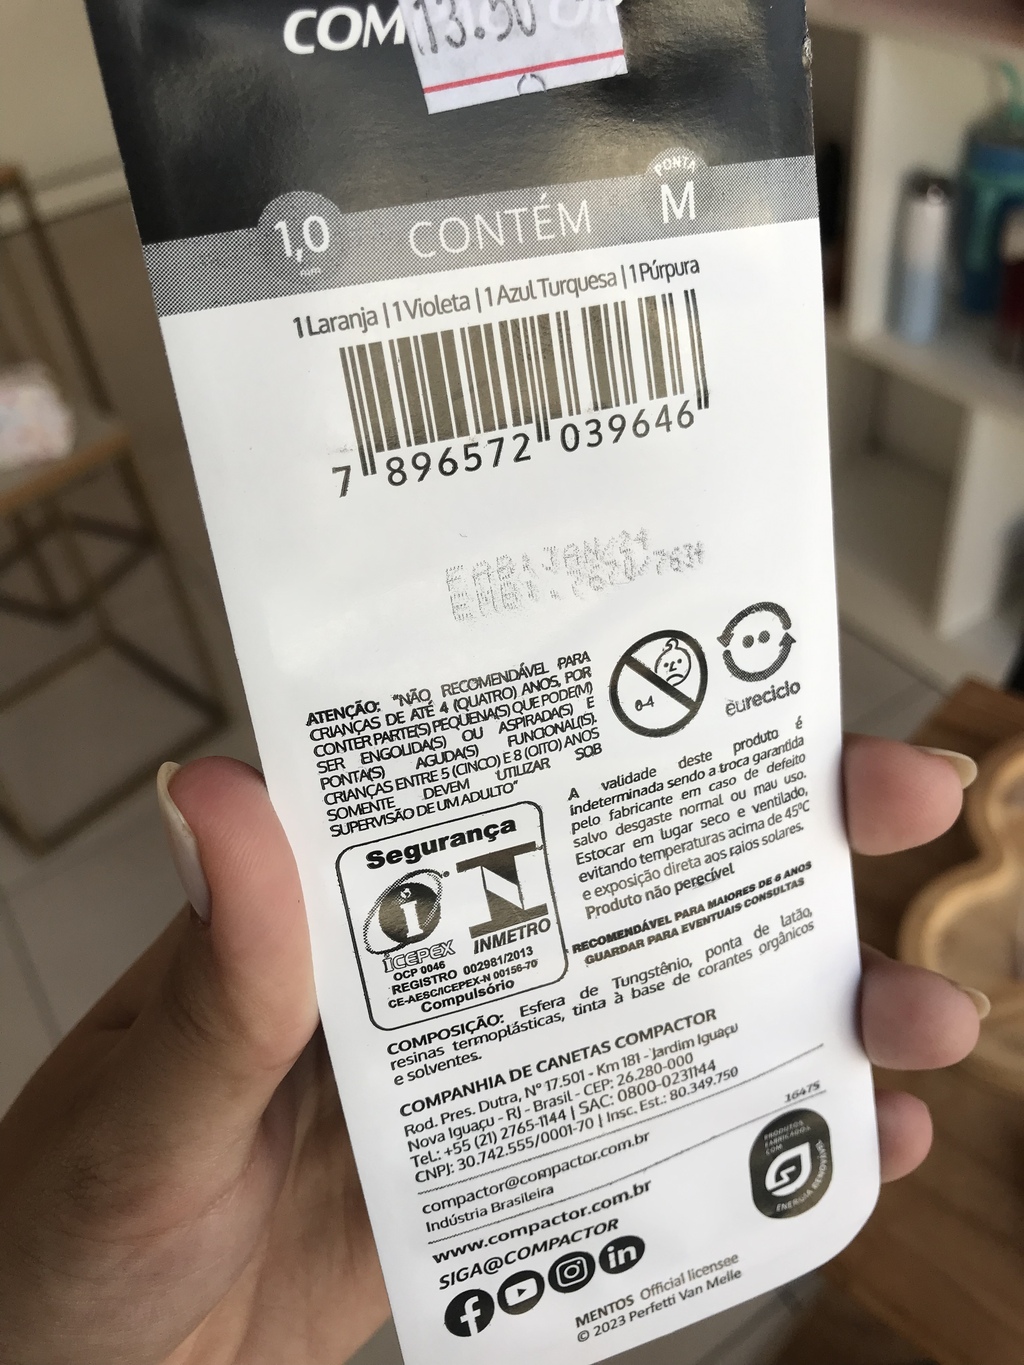 COMPACTOR
13.50
PONTA
1,0 CONTÉM M
mm
1 Laranja | 1 Violeta | 1 Azul Turquesa | 1 Púrpura
7 896572 039646
FAB: JAN/24
ATENÇÃO: "NÃO RECOMENDÁVEL PARA
CRIANÇAS DE ATÉ 4 (QUATRO) ANOS, POR
CONTER PARTE(S) PEQUENA(S) QUE PODE(M)
SER ENGOLIDA(S) OU ASPIRADA(S) E
PONTA(S) AGUDA(S) FUNCIONAL(IS).
CRIANÇAS ENTRE 5 (CINCO) E 8 (OITO) ANOS
SOMENTE DEVEM UTILIZAR SOB
SUPERVISÃO DE UM ADULTO"
0-4
eureciclo
A validade deste produto é
indeterminada sendo a troca garantida
pelo fabricante em caso de defeito
salvo desgaste normal ou mau uso.
Estocar em lugar seco e ventilado,
evitando temperaturas acima de 45ºC
e exposição direta aos raios solares.
Produto não perecível.
RECOMENDÁVEL PARA MAIORES DE 6 ANOS
GUARDAR PARA EVENTUAIS CONSULTAS
Segurança
ICEPEX INMETRO
OCP 0046
REGISTRO 002981/2013
CE-AESC/ICEPEX-N 00156-70
Compulsório
COMPOSIÇÃO: Esfera de Tungstênio, ponta de latão,
resinas termoplásticas, tinta à base de corantes orgânicos
e solventes.
COMPANHIA DE CANETAS COMPACTOR
Rod. Pres. Dutra, Nº 17.501 - Km 181 - Jardim Iguaçu
Nova Iguaçu - RJ - Brasil - CEP: 26.280-000
Tel.: +55 (21) 2765-1144 | SAC: 0800-0231144
CNPJ: 30.742.555/0001-70 | Insc. Est.: 80.349.750
16475
compactor@compactor.com.br
Indústria Brasileira
PRODUTOS
FABRICADOS
COM
ENERGIA RENOVÁVEL
www.compactor.com.br
SIGA@COMPACTOR
MENTOS Official licensee
© 2023 Perfetti Van Melle